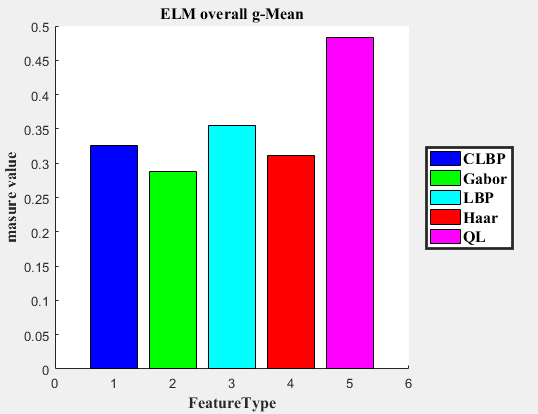 ELM overall g-Mean
0.5
0.45
0.4
0.35
0.3
0.25
0.2
0.15
0.1
0.05
0
masure value
0 1 2 3 4 5 6
FeatureType
CLBP
Gabor
LBP
Haar
QL